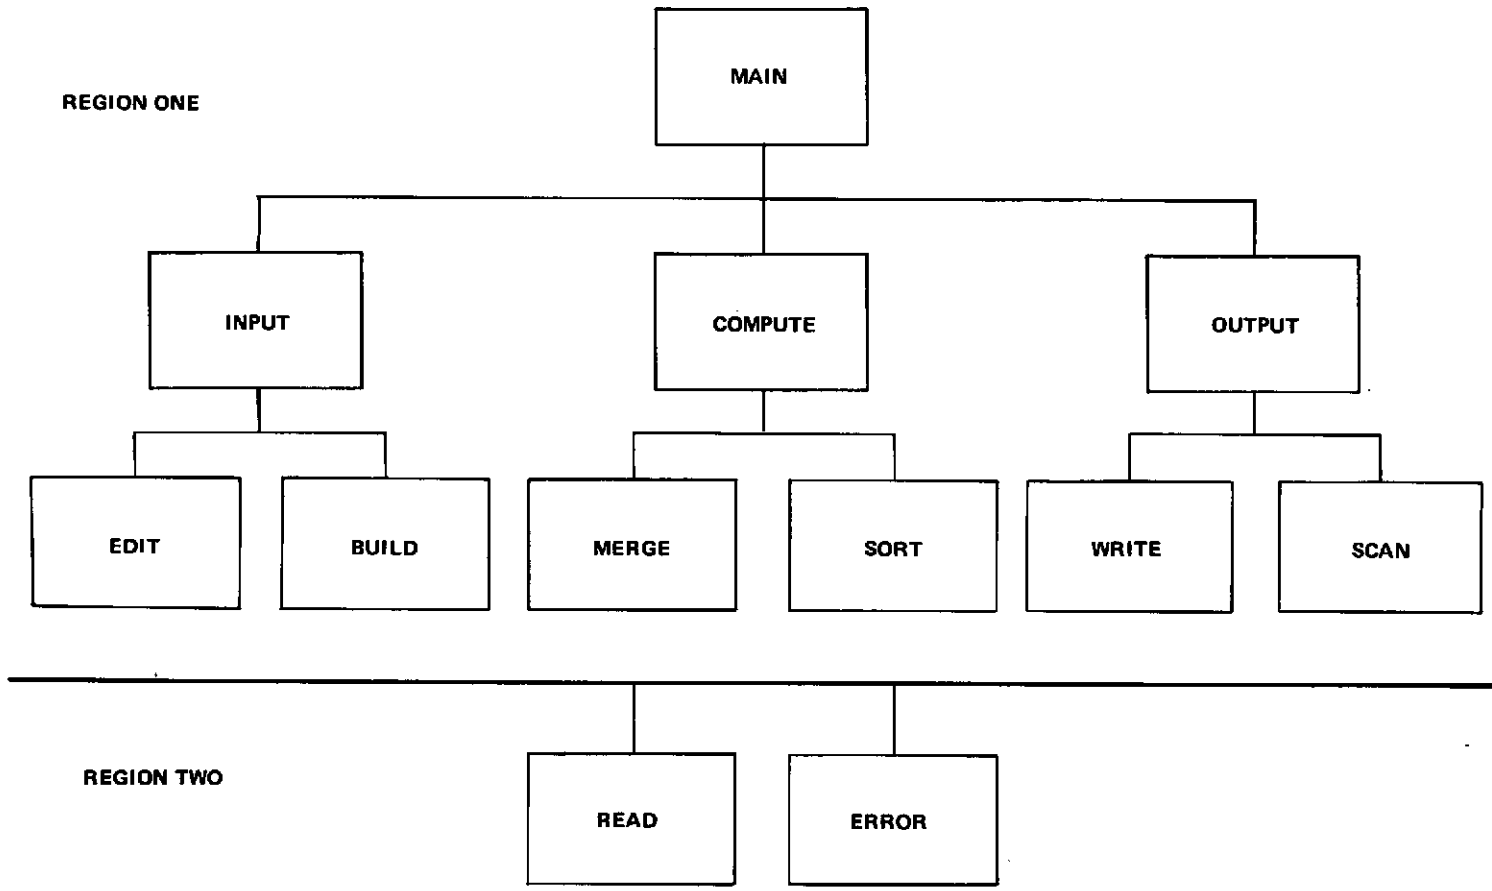 MAIN
REGION ONE
INPUT
COMPUTE
OUTPUT
EDIT
BUILD
MERGE
SORT
WRITE
SCAN
REGION TWO
READ
ERROR